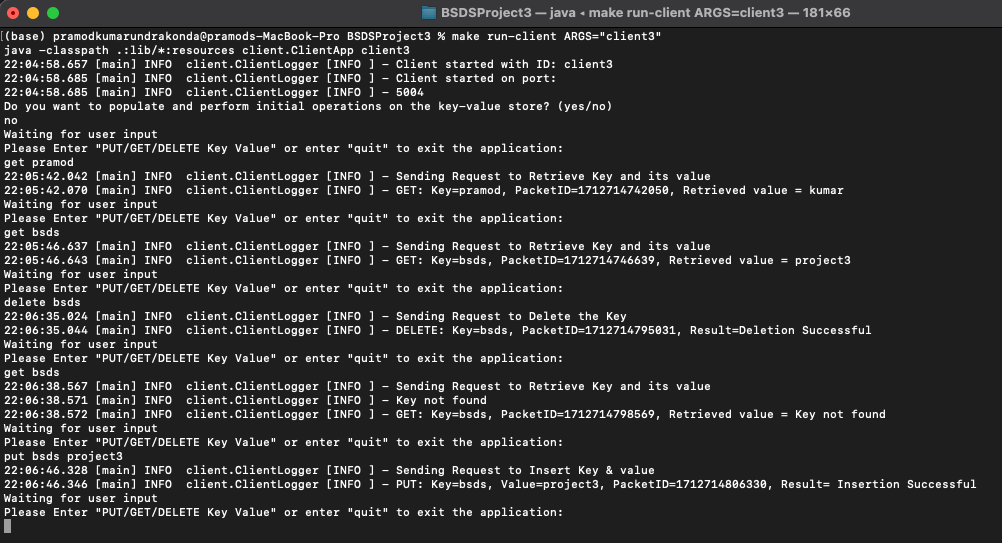 BSDSProject3 — java ◂ make run-client ARGS=client3 — 181×66
[(base) pramodkumarundrakonda@pramods-MacBook-Pro BSDSProject3 % make run-client ARGS="client3"
java -classpath .:lib/*:resources client.ClientApp client3
22:04:58.657 [main] INFO  client.ClientLogger [INFO ] - Client started with ID: client3
22:04:58.685 [main] INFO  client.ClientLogger [INFO ] - Client started on port:
22:04:58.685 [main] INFO  client.ClientLogger [INFO ] - 5004
Do you want to populate and perform initial operations on the key-value store? (yes/no)
no
Waiting for user input
Please Enter "PUT/GET/DELETE Key Value" or enter "quit" to exit the application:
get pramod
22:05:42.042 [main] INFO  client.ClientLogger [INFO ] - Sending Request to Retrieve Key and its value
22:05:42.070 [main] INFO  client.ClientLogger [INFO ] - GET: Key=pramod, PacketID=1712714742050, Retrieved value = kumar
Waiting for user input
Please Enter "PUT/GET/DELETE Key Value" or enter "quit" to exit the application:
get bsds
22:05:46.637 [main] INFO  client.ClientLogger [INFO ] - Sending Request to Retrieve Key and its value
22:05:46.643 [main] INFO  client.ClientLogger [INFO ] - GET: Key=bsds, PacketID=1712714746639, Retrieved value = project3
Waiting for user input
Please Enter "PUT/GET/DELETE Key Value" or enter "quit" to exit the application:
delete bsds
22:06:35.024 [main] INFO  client.ClientLogger [INFO ] - Sending Request to Delete the Key
22:06:35.044 [main] INFO  client.ClientLogger [INFO ] - DELETE: Key=bsds, PacketID=1712714795031, Result=Deletion Successful
Waiting for user input
Please Enter "PUT/GET/DELETE Key Value" or enter "quit" to exit the application:
get bsds
22:06:38.567 [main] INFO  client.ClientLogger [INFO ] - Sending Request to Retrieve Key and its value
22:06:38.571 [main] INFO  client.ClientLogger [INFO ] - Key not found
22:06:38.572 [main] INFO  client.ClientLogger [INFO ] - GET: Key=bsds, PacketID=1712714798569, Retrieved value = Key not found
Waiting for user input
Please Enter "PUT/GET/DELETE Key Value" or enter "quit" to exit the application:
put bsds project3
22:06:46.328 [main] INFO  client.ClientLogger [INFO ] - Sending Request to Insert Key & value
22:06:46.346 [main] INFO  client.ClientLogger [INFO ] - PUT: Key=bsds, Value=project3, PacketID=1712714806330, Result= Insertion Successful
Waiting for user input
Please Enter "PUT/GET/DELETE Key Value" or enter "quit" to exit the application: